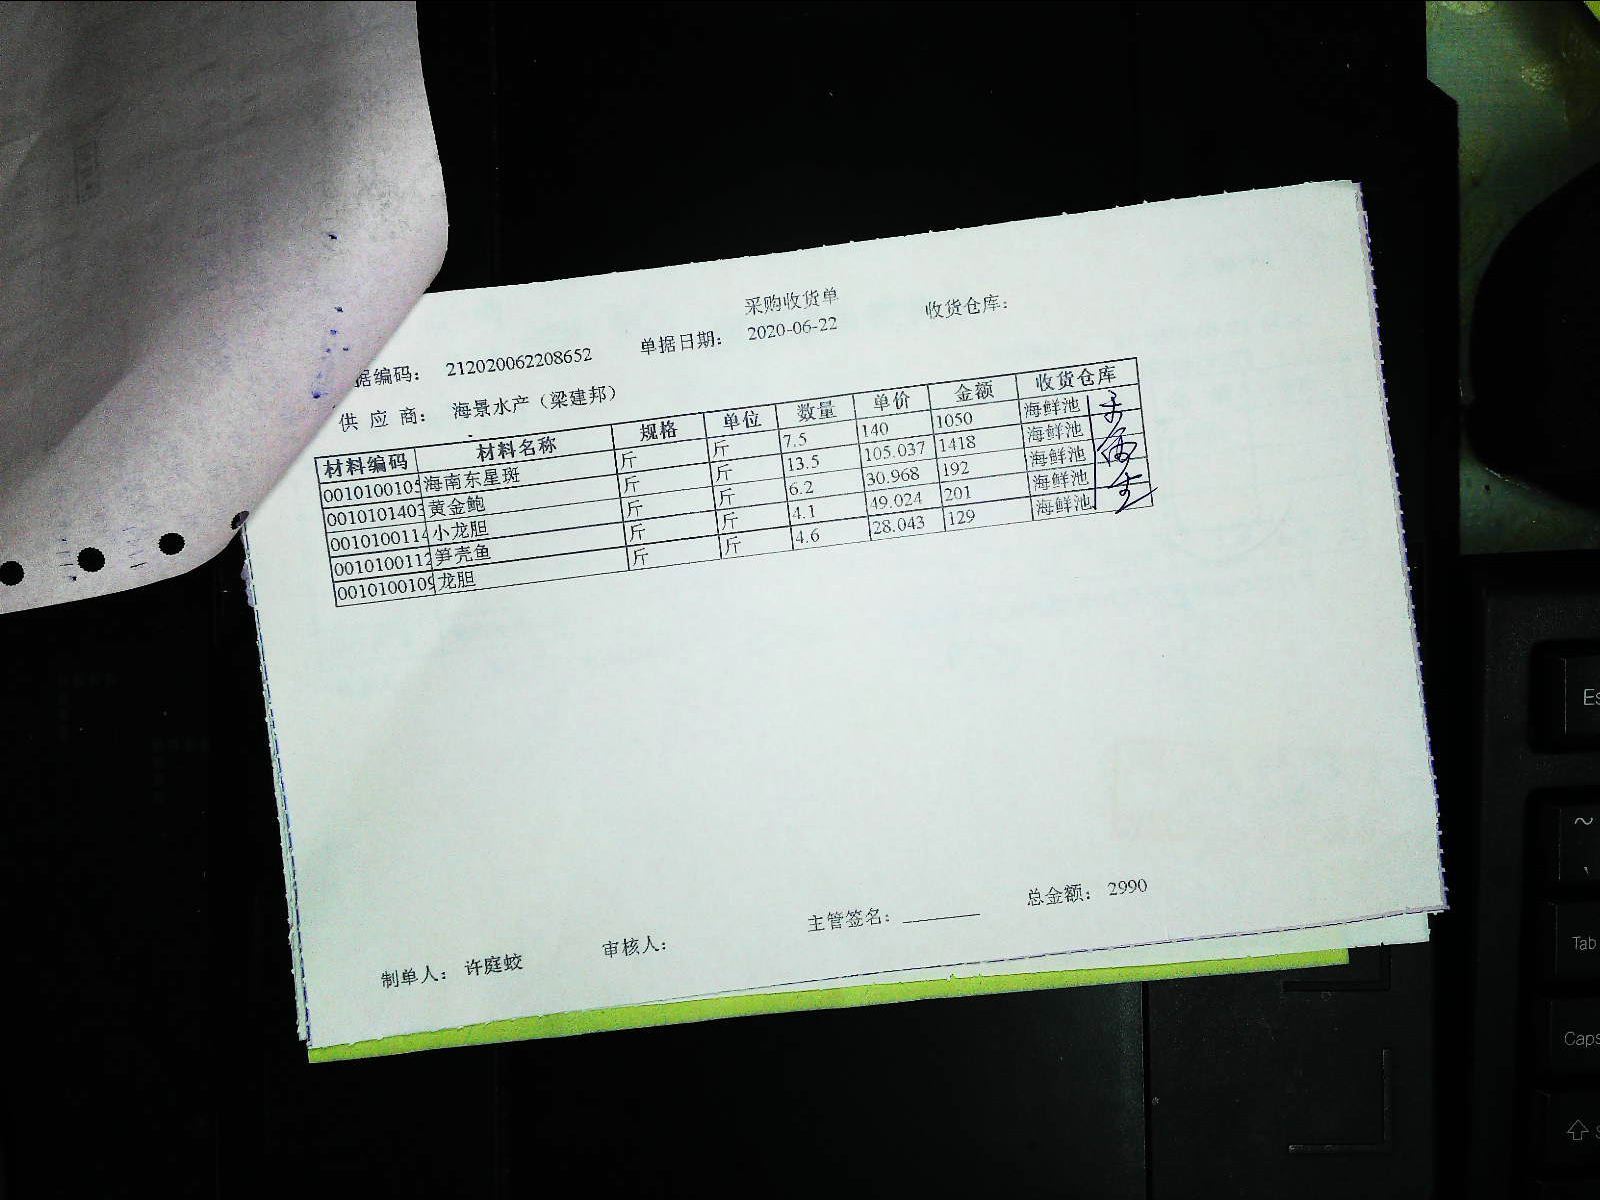 采购收货单
据编码： 212020062208652 单据日期： 2020-06-22 收货仓库：
供 应 商： 海景水产（梁建邦）
材料编码 材料名称 规格 单位 数量 单价 金额 收货仓库
0010100105 海南东星斑 斤 斤 7.5 140 1050 海鲜池
0010101403 黄金鲍 斤 斤 13.5 105.037 1418 海鲜池
0010100114 小龙胆 斤 斤 6.2 30.968 192 海鲜池
0010100112 笋壳鱼 斤 斤 4.1 49.024 201 海鲜池
0010100109 龙胆 斤 斤 4.6 28.043 129 海鲜池
制单人： 许庭蛟 审核人： 主管签名： 总金额： 2990
Es
~
Tab
Caps